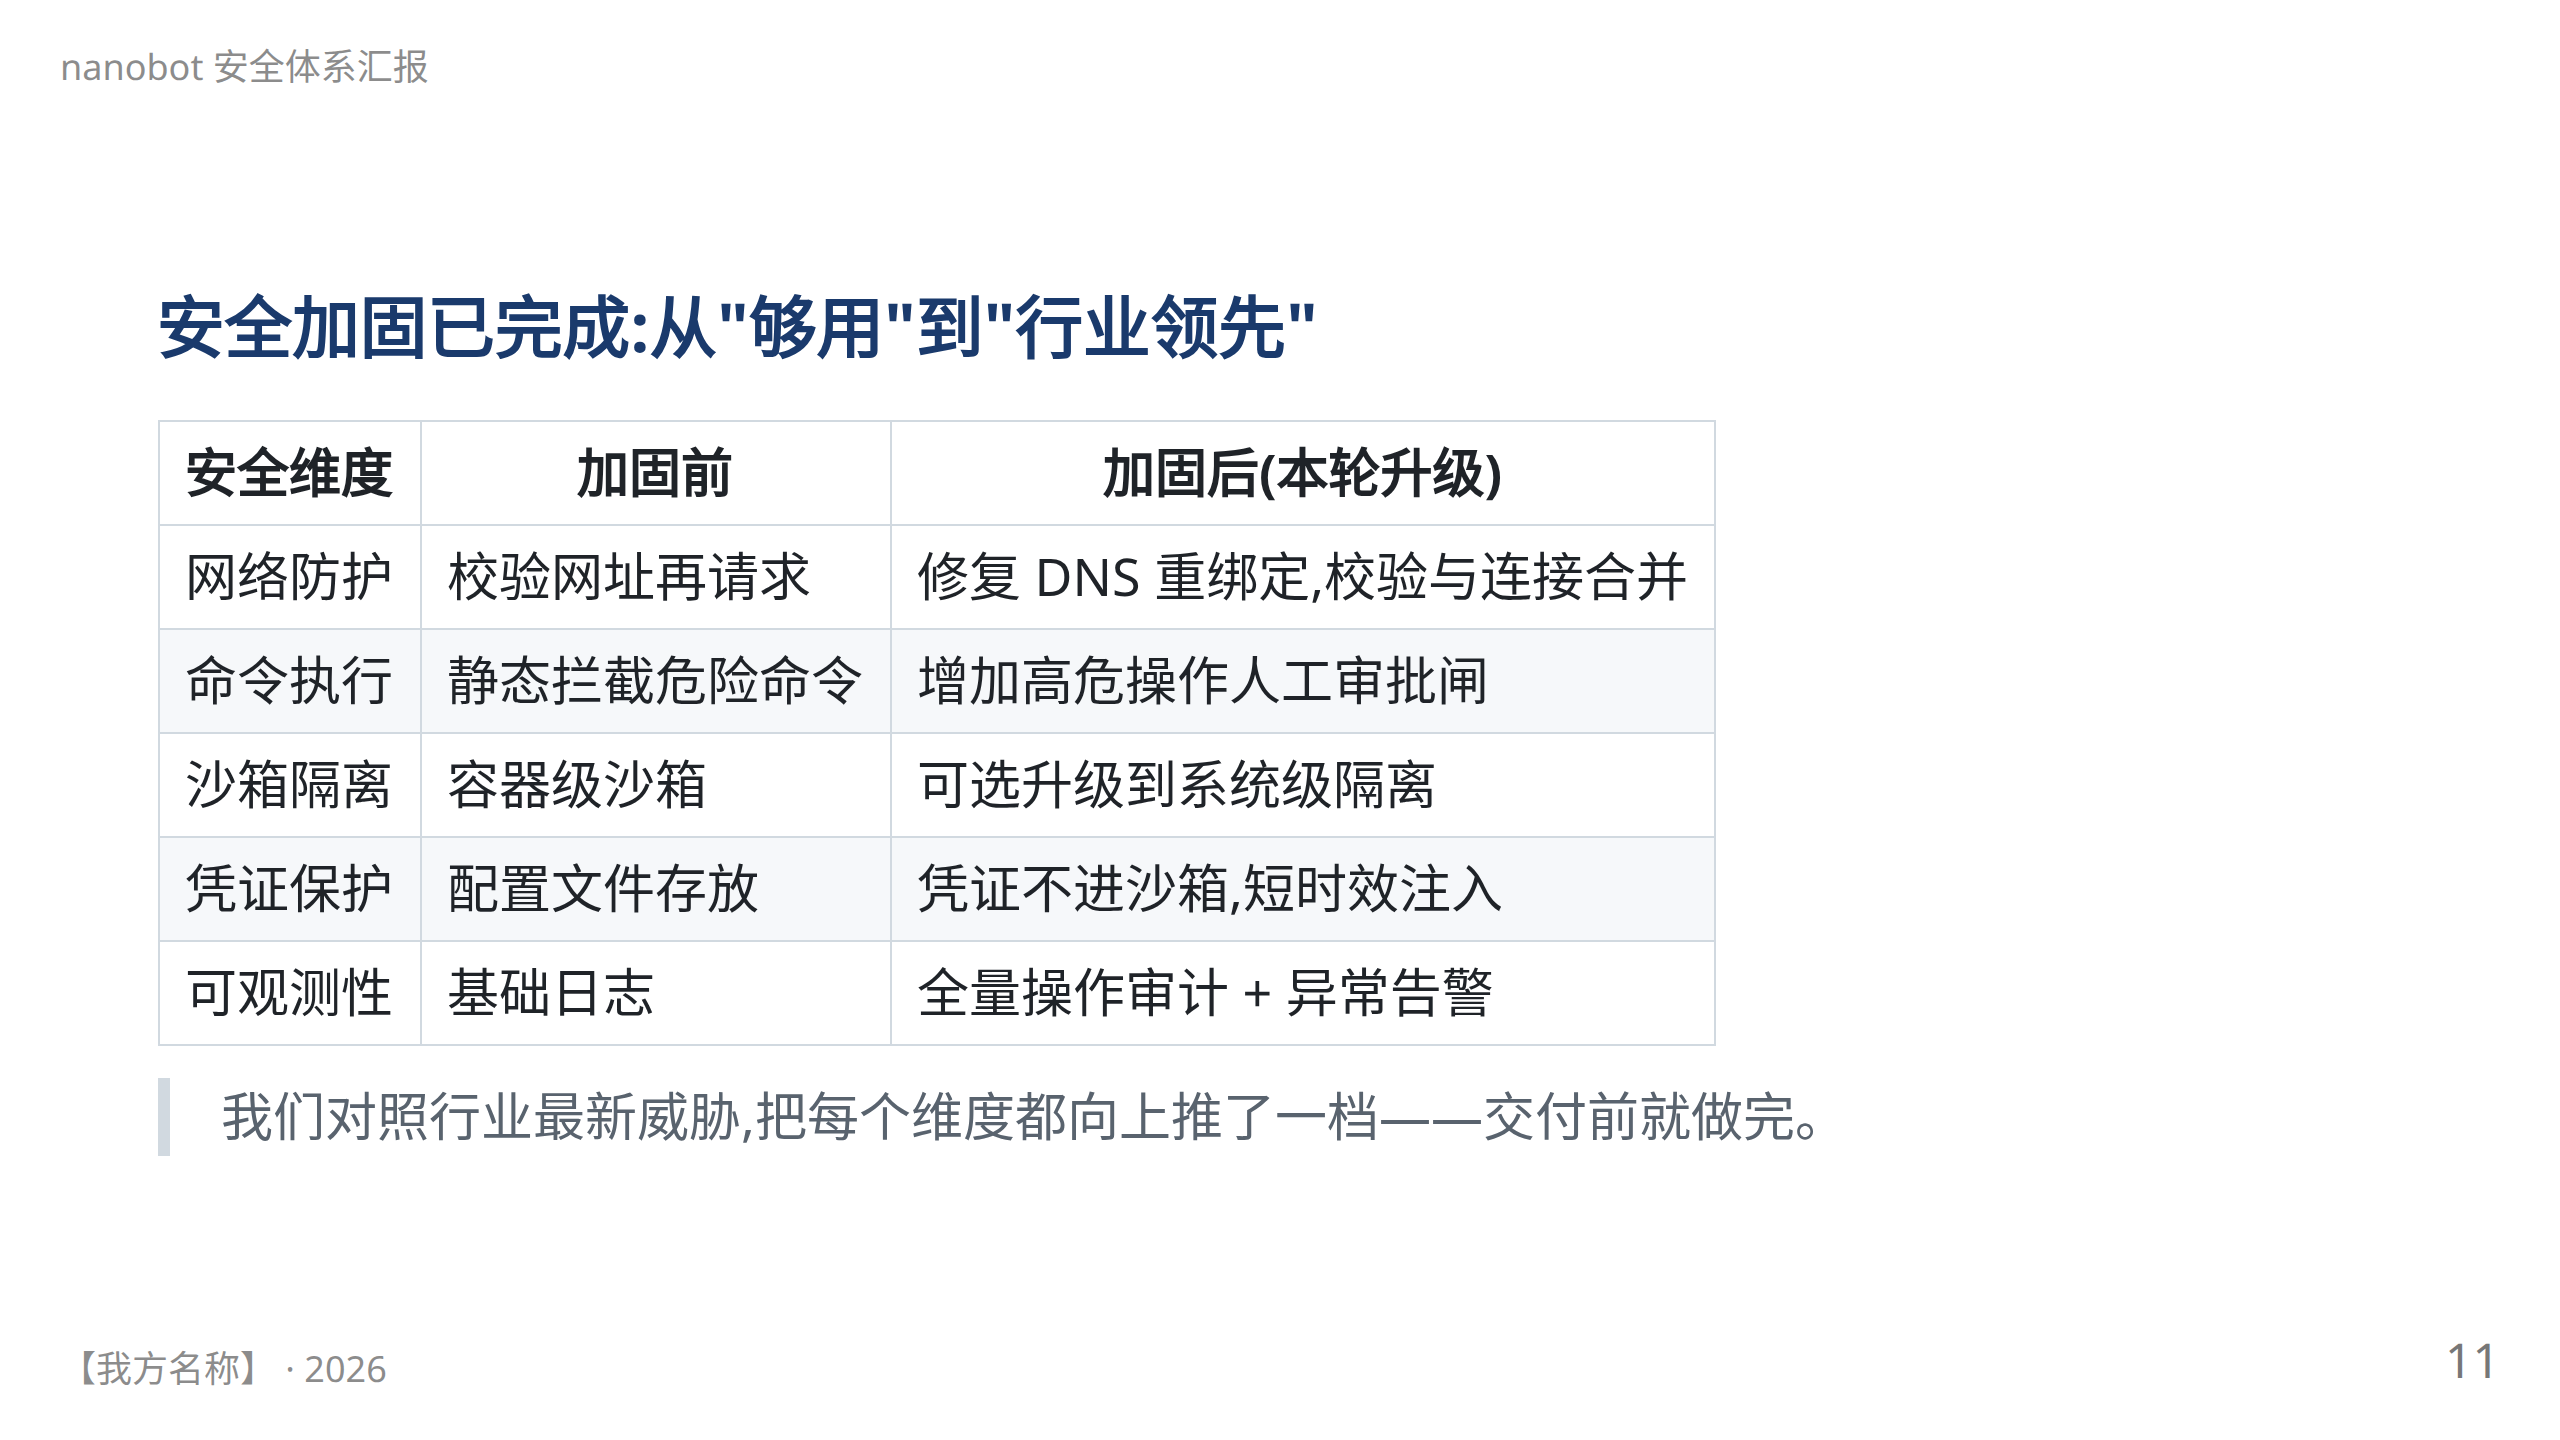 nanobot 安全体系汇报
安全加固已完成:从"够用"到"行业领先"
安全维度 加固前 加固后(本轮升级)
网络防护 校验网址再请求 修复 DNS 重绑定,校验与连接合并
命令执行 静态拦截危险命令 增加高危操作人工审批闸
沙箱隔离 容器级沙箱 可选升级到系统级隔离
凭证保护 配置文件存放 凭证不进沙箱,短时效注入
可观测性 基础日志 全量操作审计 + 异常告警
我们对照行业最新威胁,把每个维度都向上推了一档——交付前就做完。
【我方名称】 · 2026
11